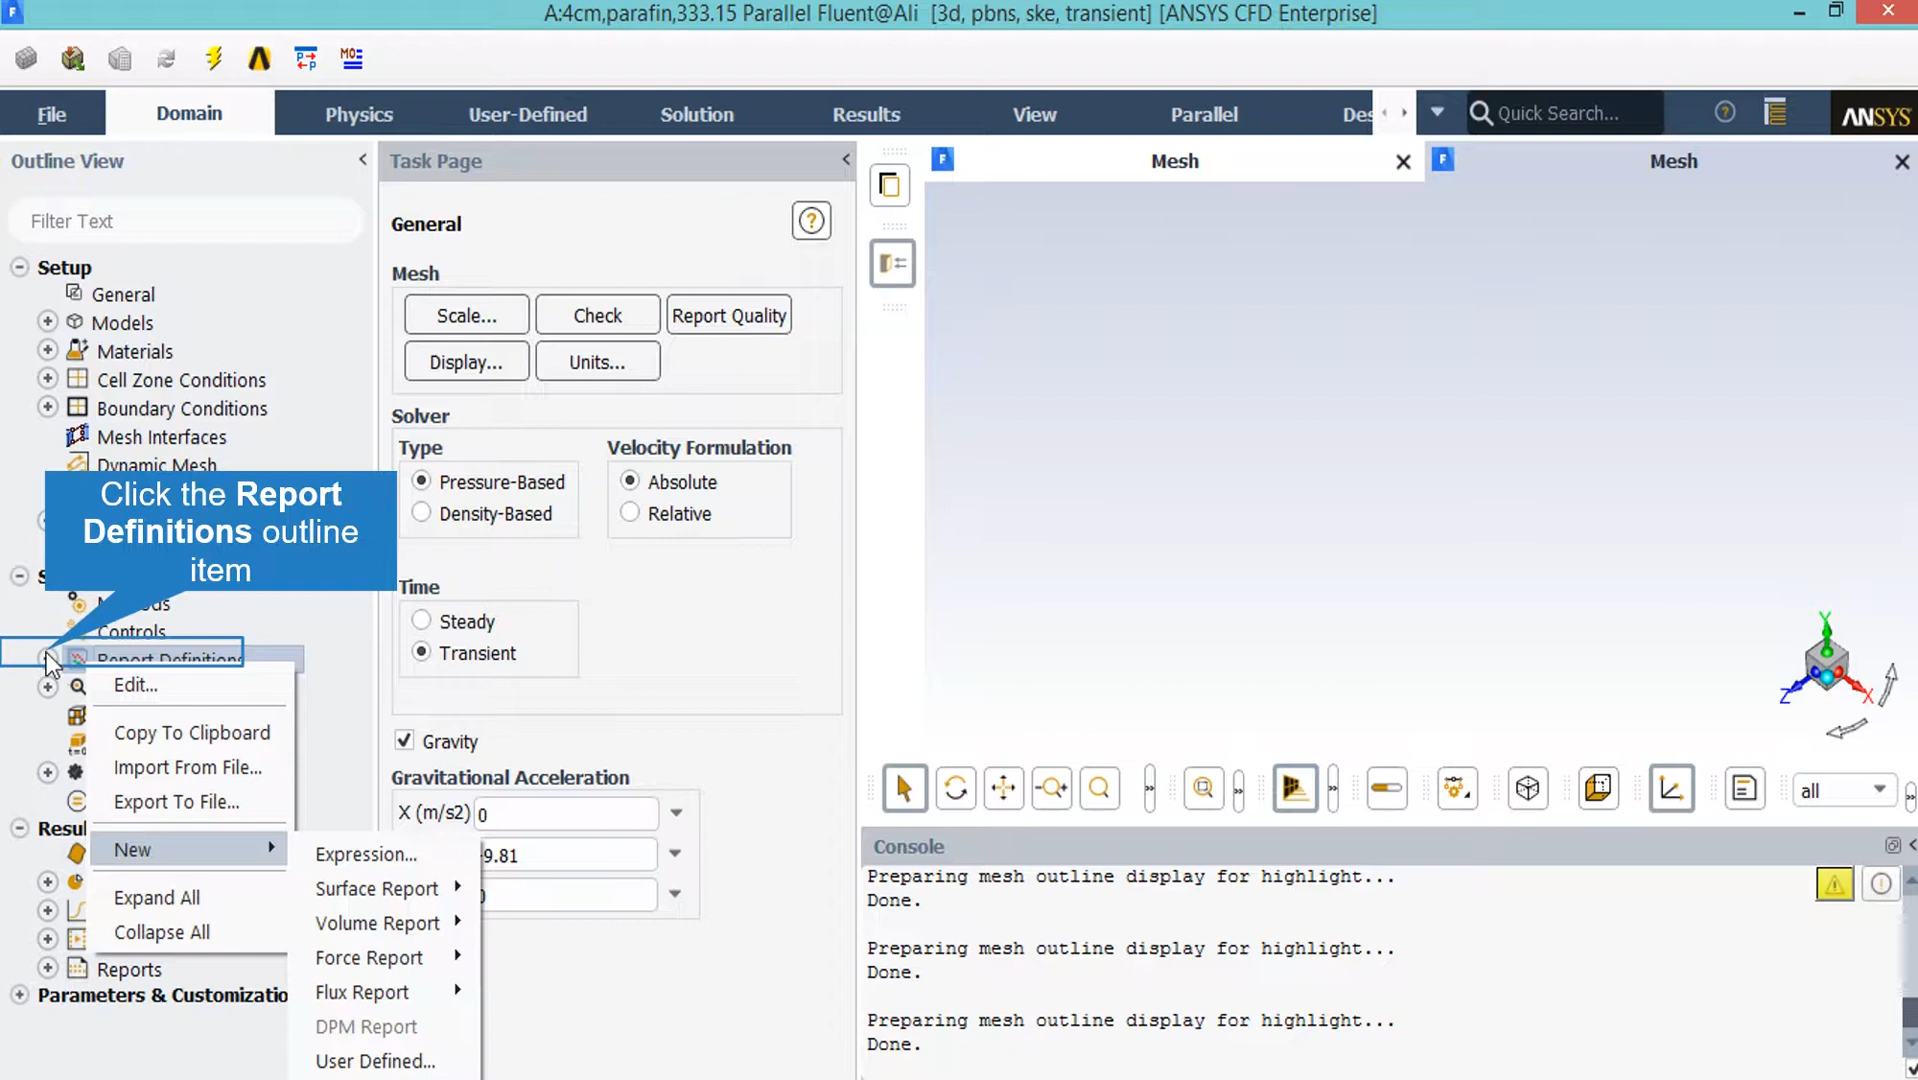 A:4cm,parafin,333.15 Parallel Fluent@Ali [3d, pbns, ske, transient] [ANSYS CFD Enterprise]
File
Domain
Physics
User-Defined
Solution
Results
View
Parallel
Des
Quick Search...
ANSYS
Outline View
Filter Text
Setup
General
Models
Materials
Cell Zone Conditions
Boundary Conditions
Mesh Interfaces
Dynamic Mesh
Click the Report
Definitions outline
item
Controls
Report Definitions
Edit...
Copy To Clipboard
Import From File...
Export To File...
New
Expand All
Collapse All
Resul
Reports
Parameters & Customizatio
Expression...
Surface Report
Volume Report
Force Report
Flux Report
DPM Report
User Defined...
Task Page
General
Mesh
Scale...
Check
Report Quality
Display...
Units...
Solver
Type
Velocity Formulation
Pressure-Based
Density-Based
Absolute
Relative
Time
Steady
Transient
Gravity
Gravitational Acceleration
X (m/s2)
0
9.81
0
Mesh
Mesh
Y
Z
X
all
Console
Preparing mesh outline display for highlight...
Done.
Preparing mesh outline display for highlight...
Done.
Preparing mesh outline display for highlight...
Done.